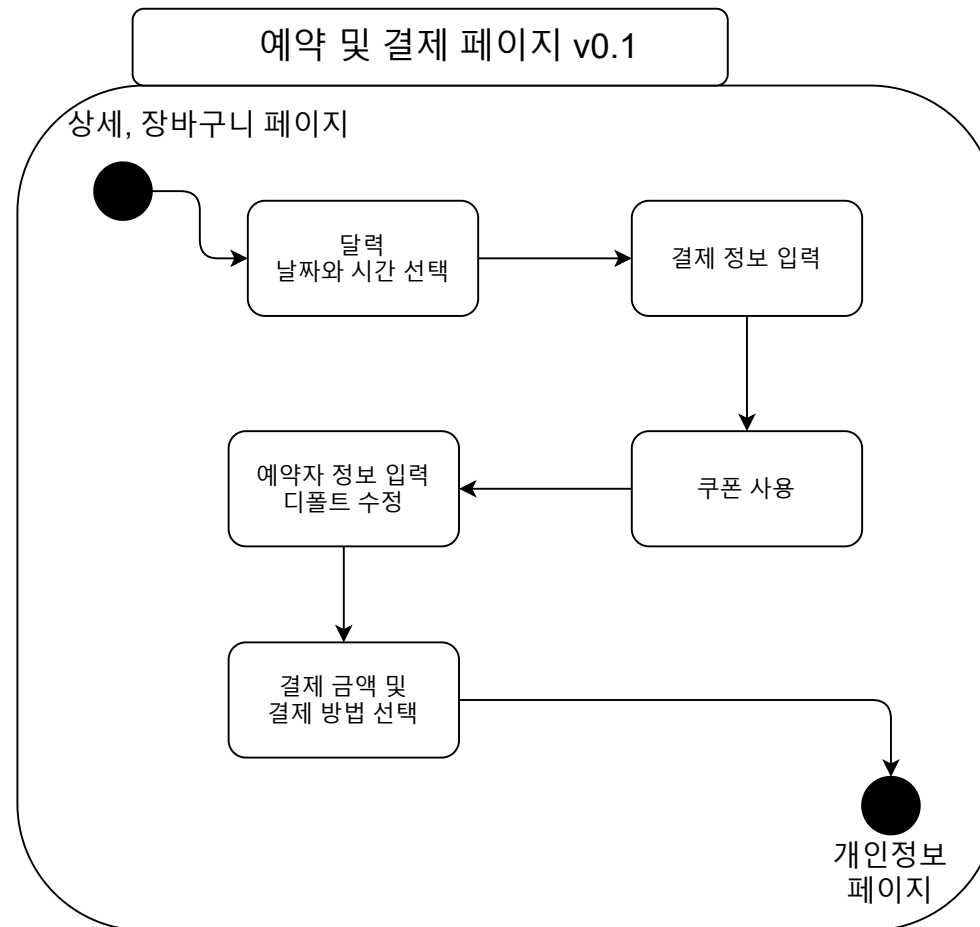 예약 및 결제 페이지 v0.1
상세, 장바구니 페이지
달력
날짜와 시간 선택
결제 정보 입력
예약자 정보 입력
디폴트 수정
쿠폰 사용
결제 금액 및
결제 방법 선택
개인정보
페이지